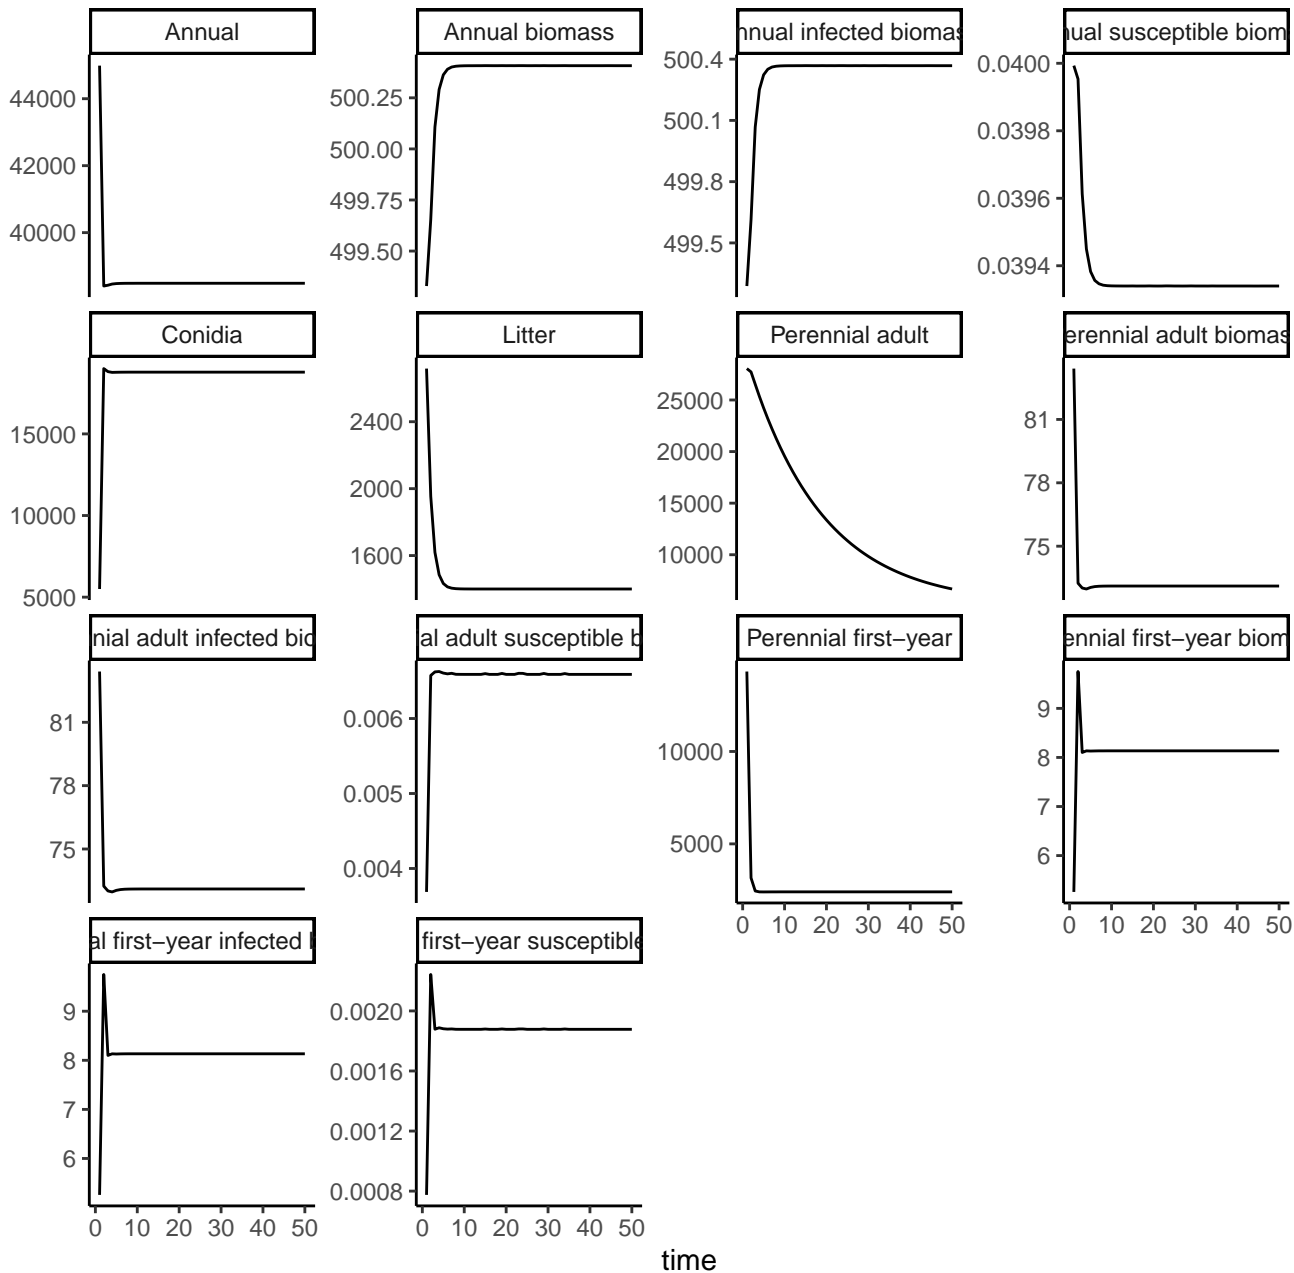 Annual
Annual biomass
nnual infected biomas
nual susceptible biom
44000
42000
40000
500.25
500.00
499.75
499.50
500.4
500.1
499.8
499.5
0.0400
0.0398
0.0396
0.0394
Conidia
Litter
Perennial adult
erennial adult biomas
15000
10000
5000
2400
2000
1600
25000
20000
15000
10000
81
78
75
nial adult infected bio
al adult susceptible b
Perennial first−year
ennial first−year biom
81
78
75
0.006
0.005
0.004
10000
5000
9
8
7
6
0 10 20 30 40 50
0 10 20 30 40 50
al first−year infected b
first−year susceptible
9
8
7
6
0.0020
0.0016
0.0012
0.0008
0 10 20 30 40 50
0 10 20 30 40 50
time